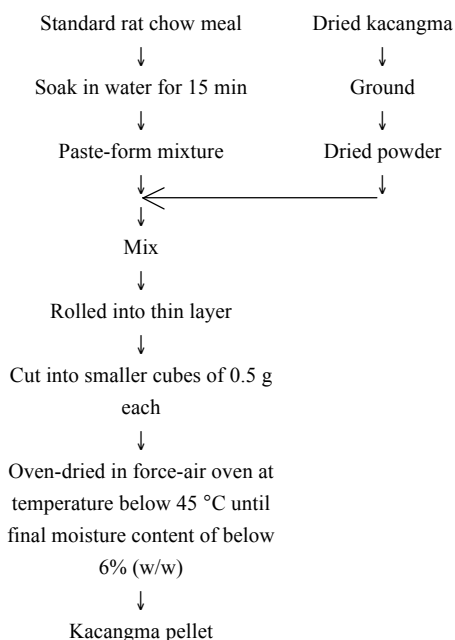 Standard rat chow meal
Dried kacangma
Soak in water for 15 min
Ground
Paste-form mixture
Dried powder
Mix
Rolled into thin layer
Cut into smaller cubes of 0.5 g
each
Oven-dried in force-air oven at
temperature below 45 °C until
final moisture content of below
6% (w/w)
Kacangma pellet